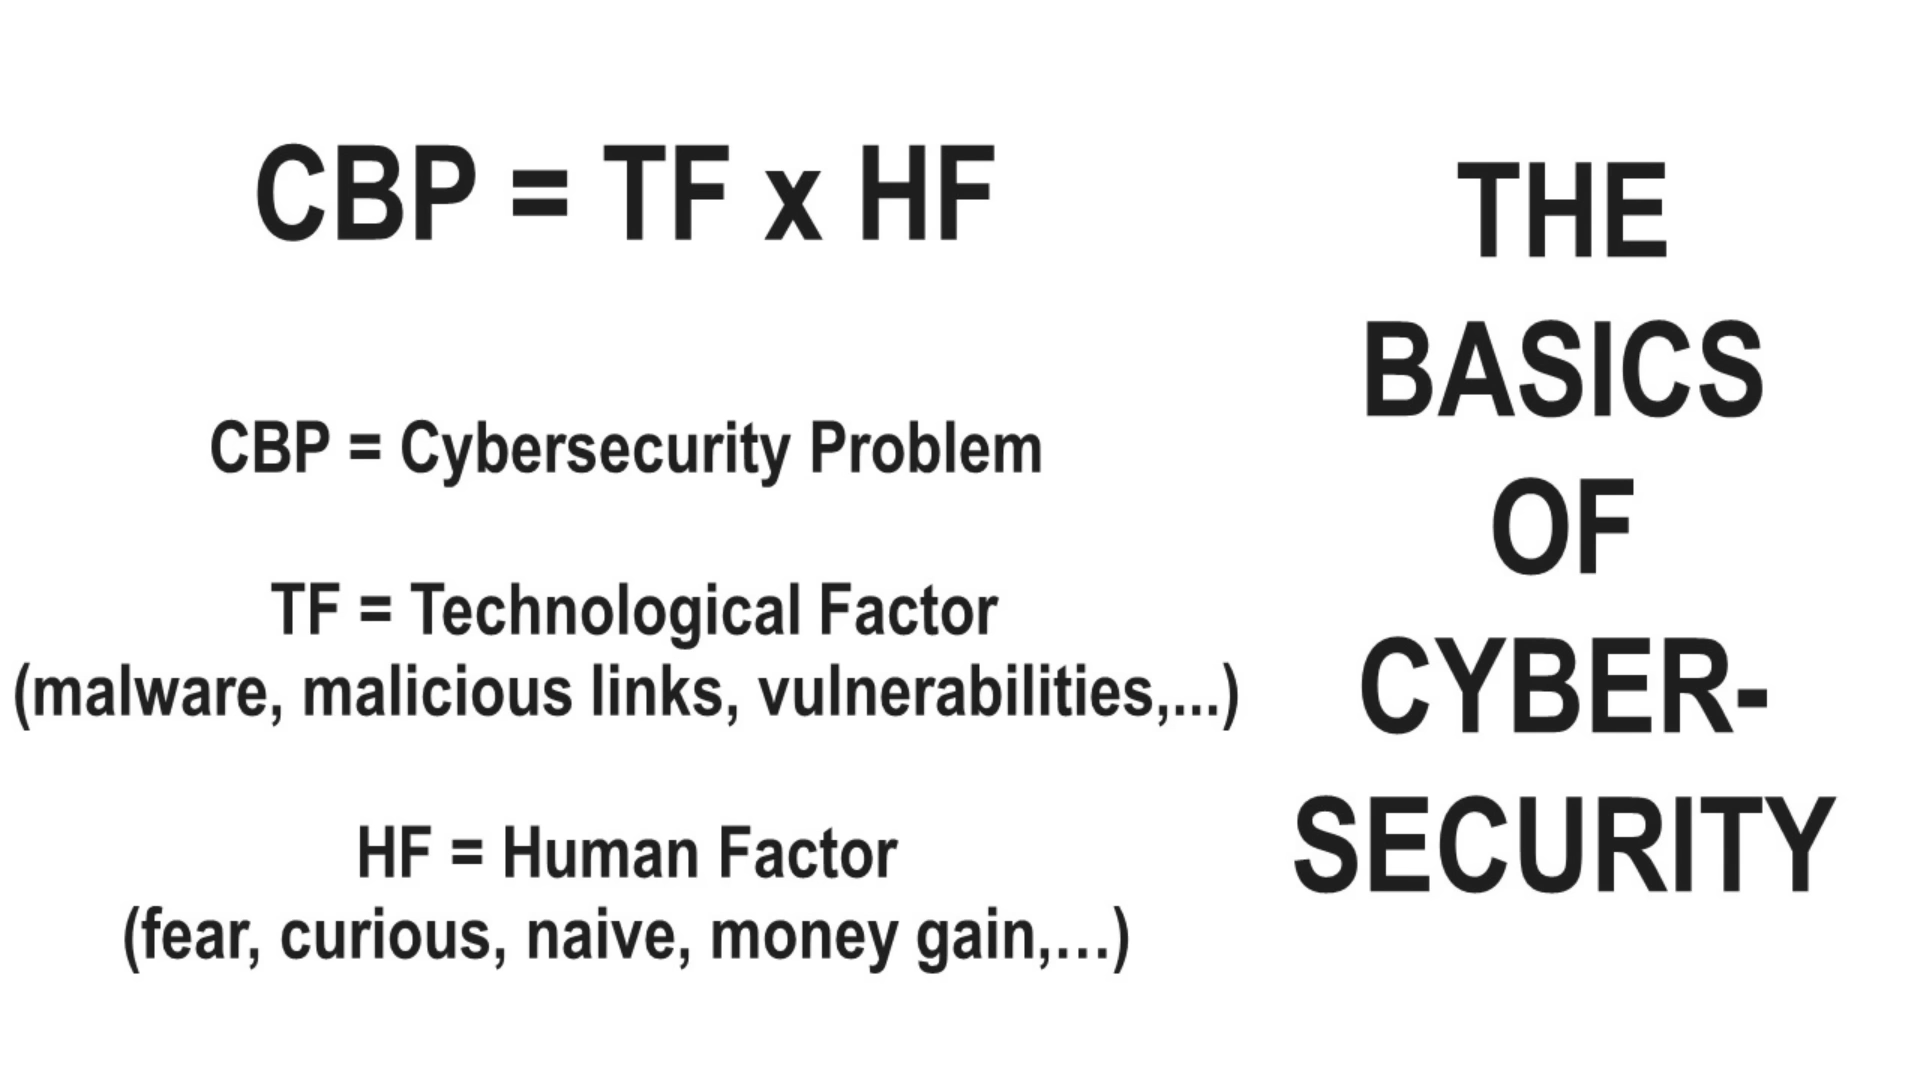 CBP = TF x HF
CBP = Cybersecurity Problem
TF = Technological Factor
(malware, malicious links, vulnerabilities,...)
HF = Human Factor
(fear, curious, naive, money gain,...)
THE
BASICS
OF
CYBER-
SECURITY